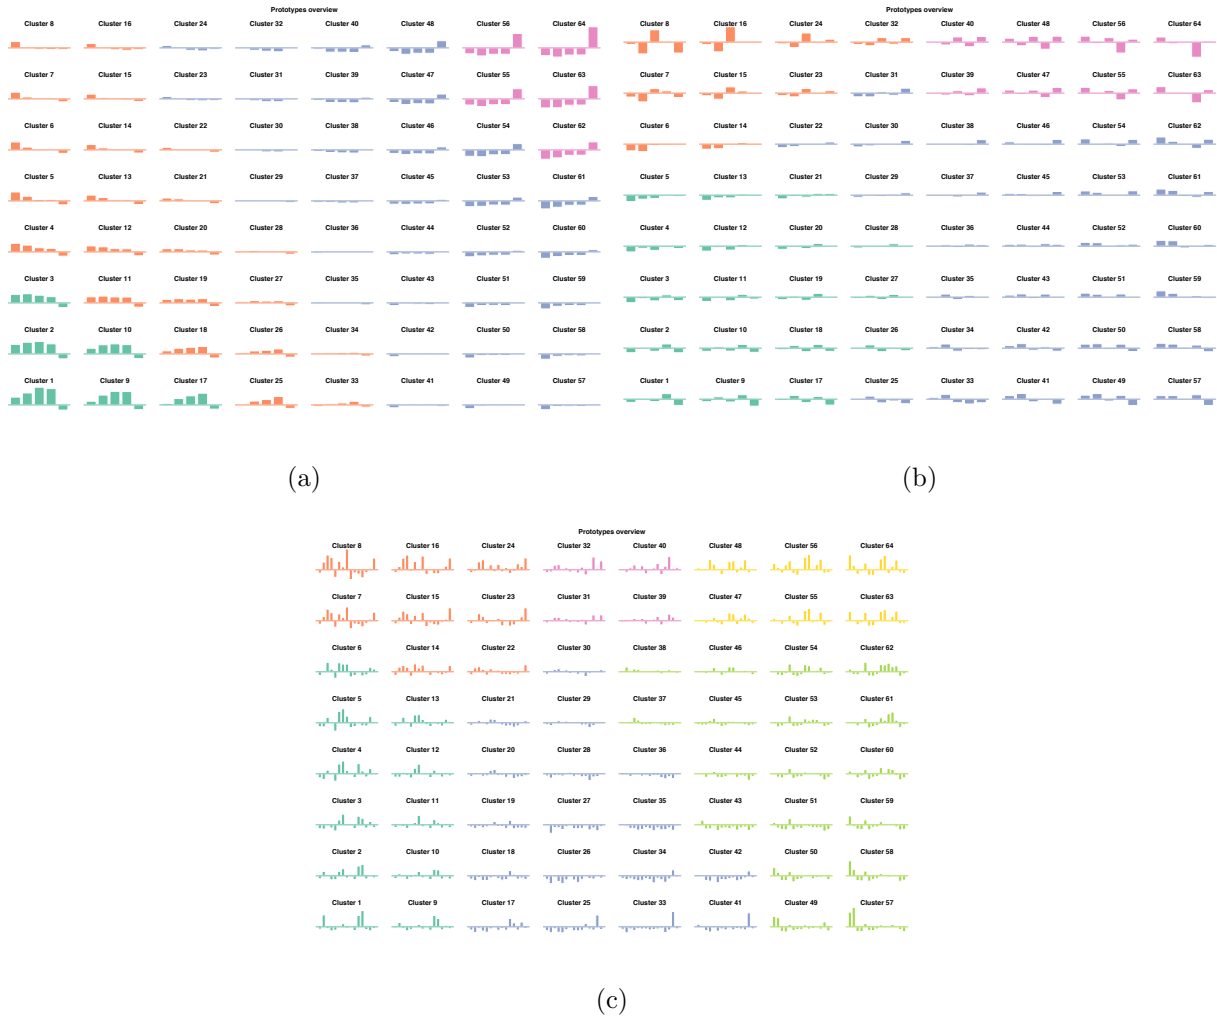 Prototypes overview
Cluster 8 Cluster 16 Cluster 24 Cluster 32 Cluster 40 Cluster 48 Cluster 56 Cluster 64
Cluster 7 Cluster 15 Cluster 23 Cluster 31 Cluster 39 Cluster 47 Cluster 55 Cluster 63
Cluster 6 Cluster 14 Cluster 22 Cluster 30 Cluster 38 Cluster 46 Cluster 54 Cluster 62
Cluster 5 Cluster 13 Cluster 21 Cluster 29 Cluster 37 Cluster 45 Cluster 53 Cluster 61
Cluster 4 Cluster 12 Cluster 20 Cluster 28 Cluster 36 Cluster 44 Cluster 52 Cluster 60
Cluster 3 Cluster 11 Cluster 19 Cluster 27 Cluster 35 Cluster 43 Cluster 51 Cluster 59
Cluster 2 Cluster 10 Cluster 18 Cluster 26 Cluster 34 Cluster 42 Cluster 50 Cluster 58
Cluster 1 Cluster 9 Cluster 17 Cluster 25 Cluster 33 Cluster 41 Cluster 49 Cluster 57
(a)
Prototypes overview
Cluster 8 Cluster 16 Cluster 24 Cluster 32 Cluster 40 Cluster 48 Cluster 56 Cluster 64
Cluster 7 Cluster 15 Cluster 23 Cluster 31 Cluster 39 Cluster 47 Cluster 55 Cluster 63
Cluster 6 Cluster 14 Cluster 22 Cluster 30 Cluster 38 Cluster 46 Cluster 54 Cluster 62
Cluster 5 Cluster 13 Cluster 21 Cluster 29 Cluster 37 Cluster 45 Cluster 53 Cluster 61
Cluster 4 Cluster 12 Cluster 20 Cluster 28 Cluster 36 Cluster 44 Cluster 52 Cluster 60
Cluster 3 Cluster 11 Cluster 19 Cluster 27 Cluster 35 Cluster 43 Cluster 51 Cluster 59
Cluster 2 Cluster 10 Cluster 18 Cluster 26 Cluster 34 Cluster 42 Cluster 50 Cluster 58
Cluster 1 Cluster 9 Cluster 17 Cluster 25 Cluster 33 Cluster 41 Cluster 49 Cluster 57
(b)
Prototypes overview
Cluster 8 Cluster 16 Cluster 24 Cluster 32 Cluster 40 Cluster 48 Cluster 56 Cluster 64
Cluster 7 Cluster 15 Cluster 23 Cluster 31 Cluster 39 Cluster 47 Cluster 55 Cluster 63
Cluster 6 Cluster 14 Cluster 22 Cluster 30 Cluster 38 Cluster 46 Cluster 54 Cluster 62
Cluster 5 Cluster 13 Cluster 21 Cluster 29 Cluster 37 Cluster 45 Cluster 53 Cluster 61
Cluster 4 Cluster 12 Cluster 20 Cluster 28 Cluster 36 Cluster 44 Cluster 52 Cluster 60
Cluster 3 Cluster 11 Cluster 19 Cluster 27 Cluster 35 Cluster 43 Cluster 51 Cluster 59
Cluster 2 Cluster 10 Cluster 18 Cluster 26 Cluster 34 Cluster 42 Cluster 50 Cluster 58
Cluster 1 Cluster 9 Cluster 17 Cluster 25 Cluster 33 Cluster 41 Cluster 49 Cluster 57
(c)